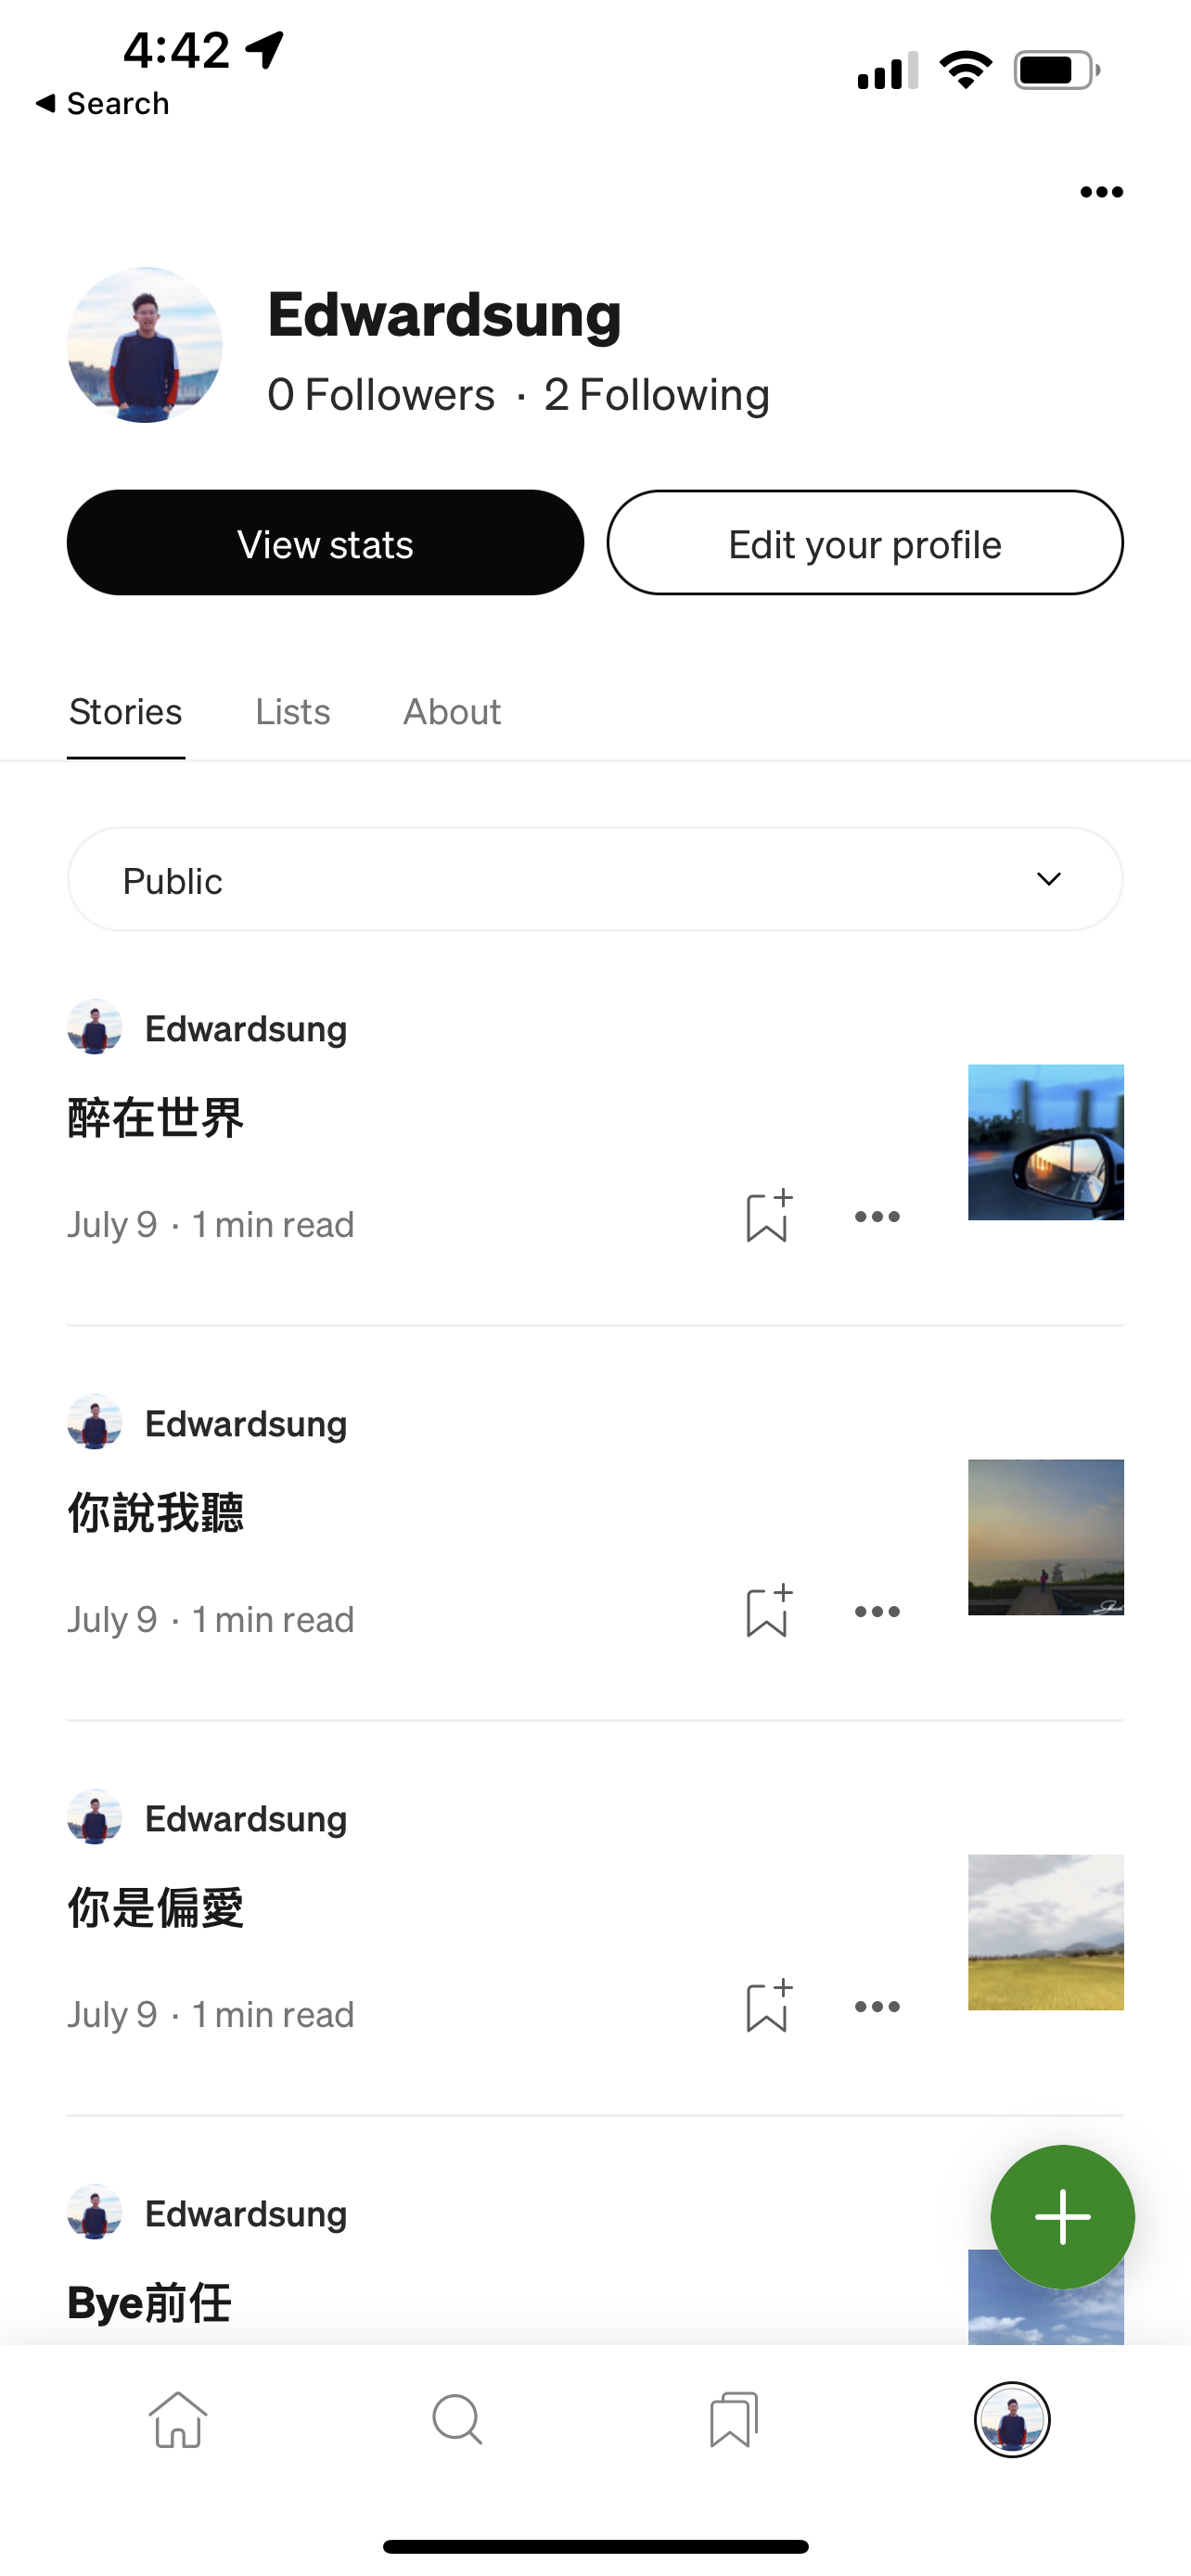 4:42
Search
Edwardsung
0 Followers · 2 Following
View stats
Edit your profile
Stories
Lists
About
Public
Edwardsung
醉在世界
July 9 · 1 min read
Edwardsung
你說我聽
July 9 · 1 min read
Edwardsung
你是偏愛
July 9 · 1 min read
Edwardsung
Bye前任